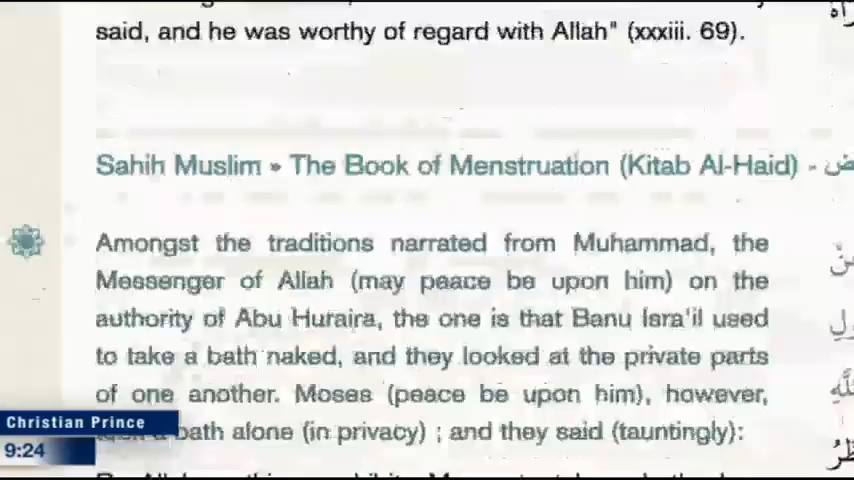 said, and he was worthy of regard with Allah" (xxxiii. 69).
Sahih Muslim » The Book of Menstruation (Kitab Al-Haid) -
Amongst the traditions narrated from Muhammad, the
Messenger of Allah (may peace be upon him) on the
authority of Abu Huraira, the one is that Banu Isra'il used
to take a bath naked, and they looked at the private parts
of one another. Moses (peace be upon him), however,
bath alone (in privacy) ; and they said (tauntingly):
Christian Prince
9:24